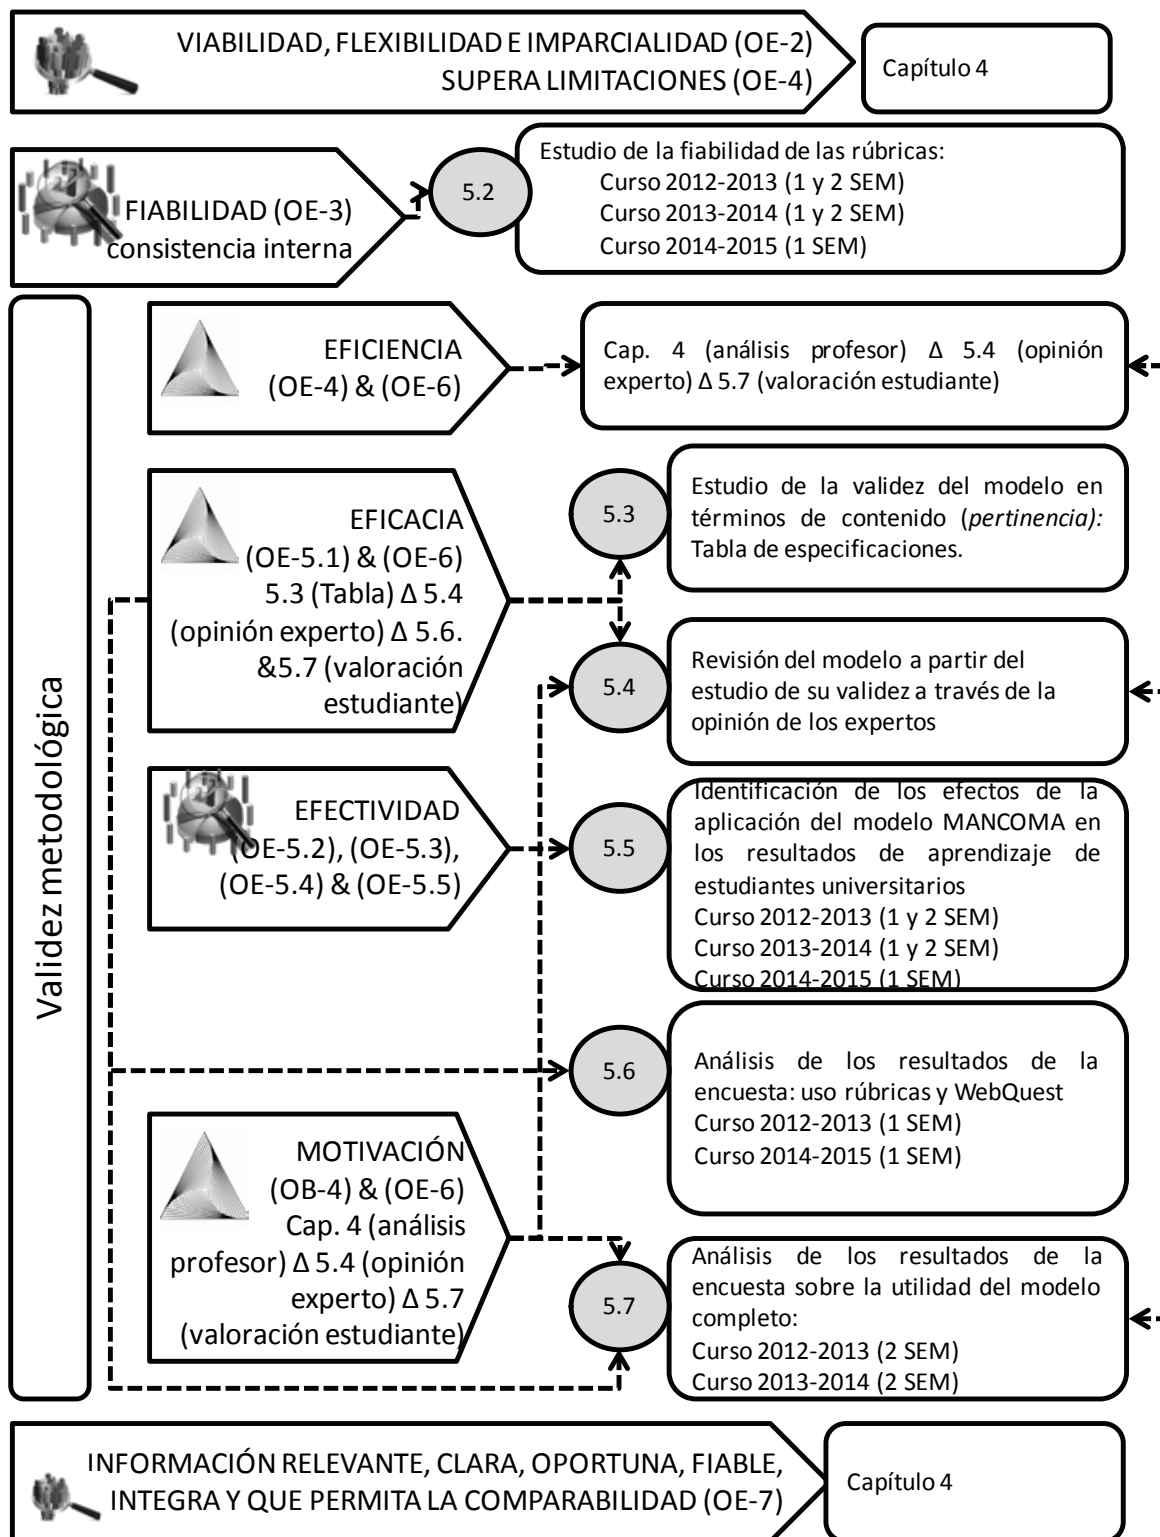 VIABILIDAD, FLEXIBILIDAD E IMPARCIALIDAD (OE-2)
SUPERA LIMITACIONES (OE-4)
Capítulo 4
FIABILIDAD (OE-3)
consistencia interna
5.2
Estudio de la fiabilidad de las rúbricas:
Curso 2012-2013 (1 y 2 SEM)
Curso 2013-2014 (1 y 2 SEM)
Curso 2014-2015 (1 SEM)
Validez metodológica
EFICIENCIA
(OE-4) & (OE-6)
Cap. 4 (análisis profesor) Δ 5.4 (opinión
experto) Δ 5.7 (valoración estudiante)
EFICACIA
(OE-5.1) & (OE-6)
5.3 (Tabla) Δ 5.4
(opinión experto) Δ 5.6.
&5.7 (valoración
estudiante)
5.3
Estudio de la validez del modelo en
términos de contenido (pertinencia):
Tabla de especificaciones.
5.4
Revisión del modelo a partir del
estudio de su validez a través de la
opinión de los expertos
EFECTIVIDAD
(OE-5.2), (OE-5.3),
(OE-5.4) & (OE-5.5)
5.5
Identificación de los efectos de la
aplicación del modelo MANCOMA en
los resultados de aprendizaje de
estudiantes universitarios
Curso 2012-2013 (1 y 2 SEM)
Curso 2013-2014 (1 y 2 SEM)
Curso 2014-2015 (1 SEM)
5.6
Análisis de los resultados de la
encuesta: uso rúbricas y WebQuest
Curso 2012-2013 (1 SEM)
Curso 2014-2015 (1 SEM)
MOTIVACIÓN
(OB-4) & (OE-6)
Cap. 4 (análisis
profesor) Δ 5.4 (opinión
experto) Δ 5.7
(valoración estudiante)
5.7
Análisis de los resultados de la
encuesta sobre la utilidad del modelo
completo:
Curso 2012-2013 (2 SEM)
Curso 2013-2014 (2 SEM)
INFORMACIÓN RELEVANTE, CLARA, OPORTUNA, FIABLE,
INTEGRA Y QUE PERMITA LA COMPARABILIDAD (OE-7)
Capítulo 4